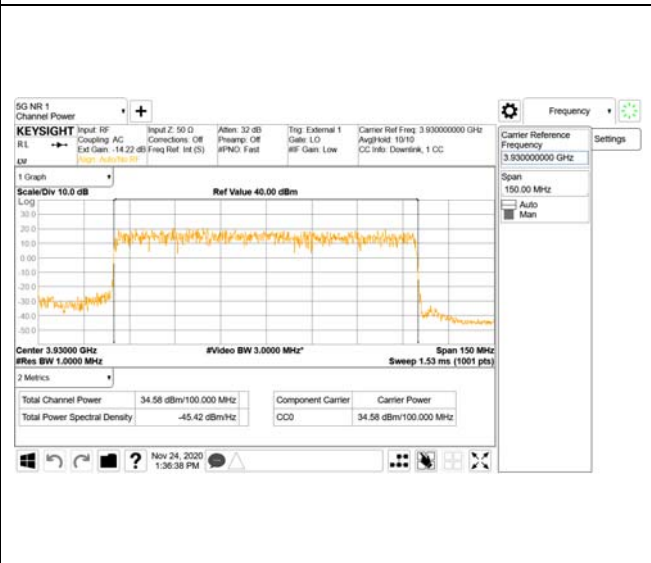 5G NR 1
Channel Power
Frequency
KEYSIGHT
Input: RF
Input Z: 50 Ω
Atten: 32 dB
Trig: External 1
Carrier Ref Freq: 3.930000000 GHz
RL
Coupling: AC
Corrections: Off
Preamp: Off
Gate: LO
Avg|Hold: 10/10
Ext Gain: -14.22 dB
Freq Ref: Int (S)
#PNO: Fast
#IF Gain: Low
CC Info: Downlink, 1 CC
Align: Auto/No RF
Carrier Reference
Frequency
3.930000000 GHz
Settings
Span
150.00 MHz
Auto
Man
1 Graph
Scale/Div 10.0 dB
Ref Value 40.00 dBm
Log
30.0
20.0
10.0
0.00
-10.0
-20.0
-30.0
-40.0
-50.0
Center 3.93000 GHz
#Video BW 3.0000 MHz*
Span 150 MHz
#Res BW 1.0000 MHz
Sweep 1.53 ms (1001 pts)
2 Metrics
Total Channel Power
34.58 dBm/100.000 MHz
Total Power Spectral Density
-45.42 dBm/Hz
Component Carrier
Carrier Power
CC0
34.58 dBm/100.000 MHz
Nov 24, 2020
1:36:38 PM